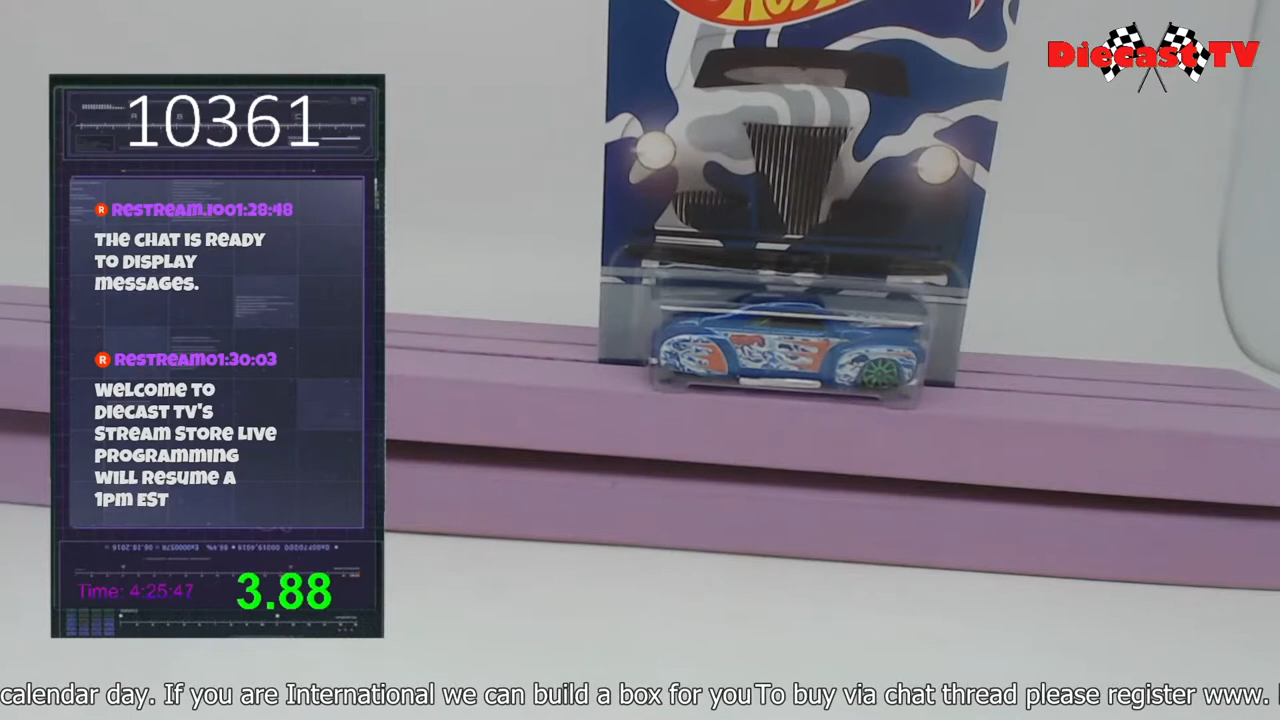 Diecast TV
10361
Restream.io01:28:48
The chat is ready
to display
messages.
Restream01:30:03
Welcome to
Diecast TV's
Stream Store Live
programming
will resume a
1pm EST
Time: 4:25:47
3.88
calendar day. If you are International we can build a box for you To buy via chat thread please register www.